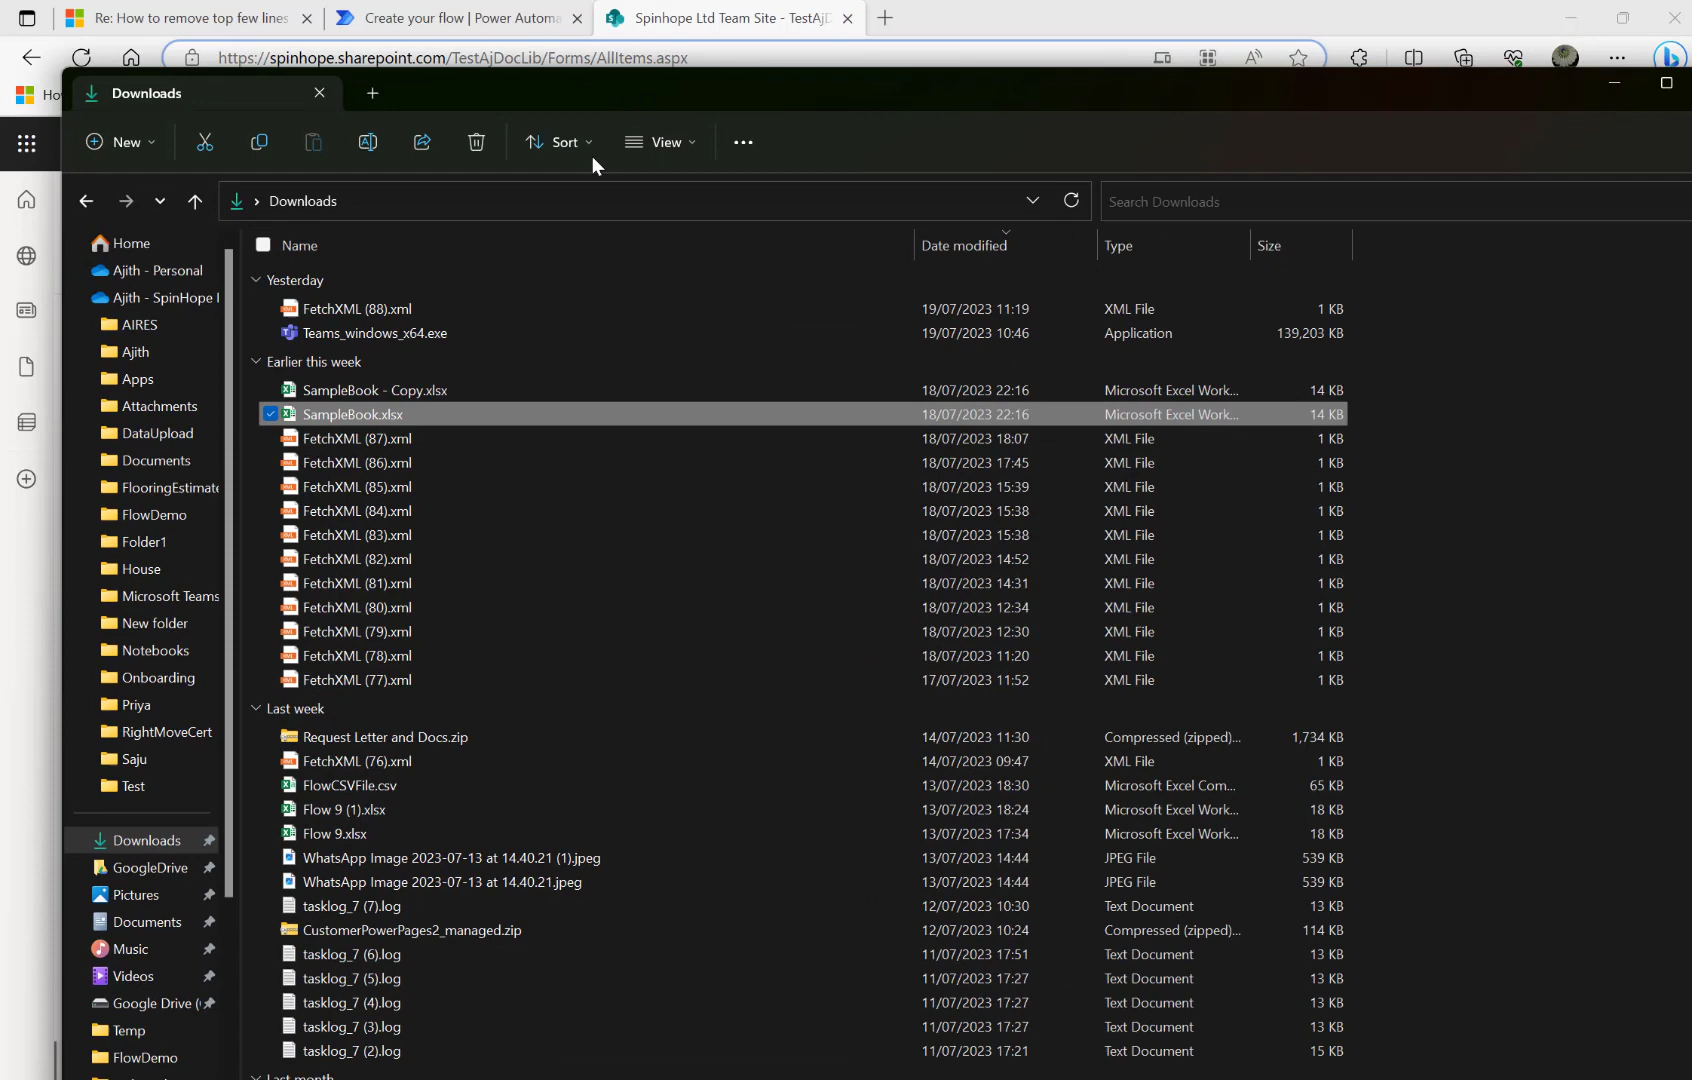 Re: How to remove top few lines
Create your flow | Power Automa
Spinhope Ltd Team Site - TestAjD
https://spinhope.sharepoint.com/TestAjDocLib/Forms/AllItems.aspx
Downloads
New
Sort
View
Downloads
Search Downloads
Name Date modified Type Size
Home
Ajith - Personal
Ajith - SpinHope
AIRES
Ajith
Apps
Attachments
DataUpload
Documents
FlooringEstimate
FlowDemo
Folder1
House
Microsoft Teams
New folder
Notebooks
Onboarding
Priya
RightMoveCert
Saju
Test
Downloads
GoogleDrive
Pictures
Documents
Music
Videos
Google Drive (
Temp
FlowDemo
Yesterday
FetchXML (88).xml 19/07/2023 11:19 XML File 1 KB
Teams_windows_x64.exe 19/07/2023 10:46 Application 139,203 KB
Earlier this week
SampleBook - Copy.xlsx 18/07/2023 22:16 Microsoft Excel Work... 14 KB
SampleBook.xlsx 18/07/2023 22:16 Microsoft Excel Work... 14 KB
FetchXML (87).xml 18/07/2023 18:07 XML File 1 KB
FetchXML (86).xml 18/07/2023 17:45 XML File 1 KB
FetchXML (85).xml 18/07/2023 15:39 XML File 1 KB
FetchXML (84).xml 18/07/2023 15:38 XML File 1 KB
FetchXML (83).xml 18/07/2023 15:38 XML File 1 KB
FetchXML (82).xml 18/07/2023 14:52 XML File 1 KB
FetchXML (81).xml 18/07/2023 14:31 XML File 1 KB
FetchXML (80).xml 18/07/2023 12:34 XML File 1 KB
FetchXML (79).xml 18/07/2023 12:30 XML File 1 KB
FetchXML (78).xml 18/07/2023 11:20 XML File 1 KB
FetchXML (77).xml 17/07/2023 11:52 XML File 1 KB
Last week
Request Letter and Docs.zip 14/07/2023 11:30 Compressed (zipped)... 1,734 KB
FetchXML (76).xml 14/07/2023 09:47 XML File 1 KB
FlowCSVFile.csv 13/07/2023 18:30 Microsoft Excel Com... 65 KB
Flow 9 (1).xlsx 13/07/2023 18:24 Microsoft Excel Work... 18 KB
Flow 9.xlsx 13/07/2023 17:34 Microsoft Excel Work... 18 KB
WhatsApp Image 2023-07-13 at 14.40.21 (1).jpeg 13/07/2023 14:44 JPEG File 539 KB
WhatsApp Image 2023-07-13 at 14.40.21.jpeg 13/07/2023 14:44 JPEG File 539 KB
tasklog_7 (7).log 12/07/2023 10:30 Text Document 13 KB
CustomerPowerPages2_managed.zip 12/07/2023 10:24 Compressed (zipped)... 114 KB
tasklog_7 (6).log 11/07/2023 17:51 Text Document 13 KB
tasklog_7 (5).log 11/07/2023 17:27 Text Document 13 KB
tasklog_7 (4).log 11/07/2023 17:27 Text Document 13 KB
tasklog_7 (3).log 11/07/2023 17:27 Text Document 13 KB
tasklog_7 (2).log 11/07/2023 17:21 Text Document 15 KB
Last month